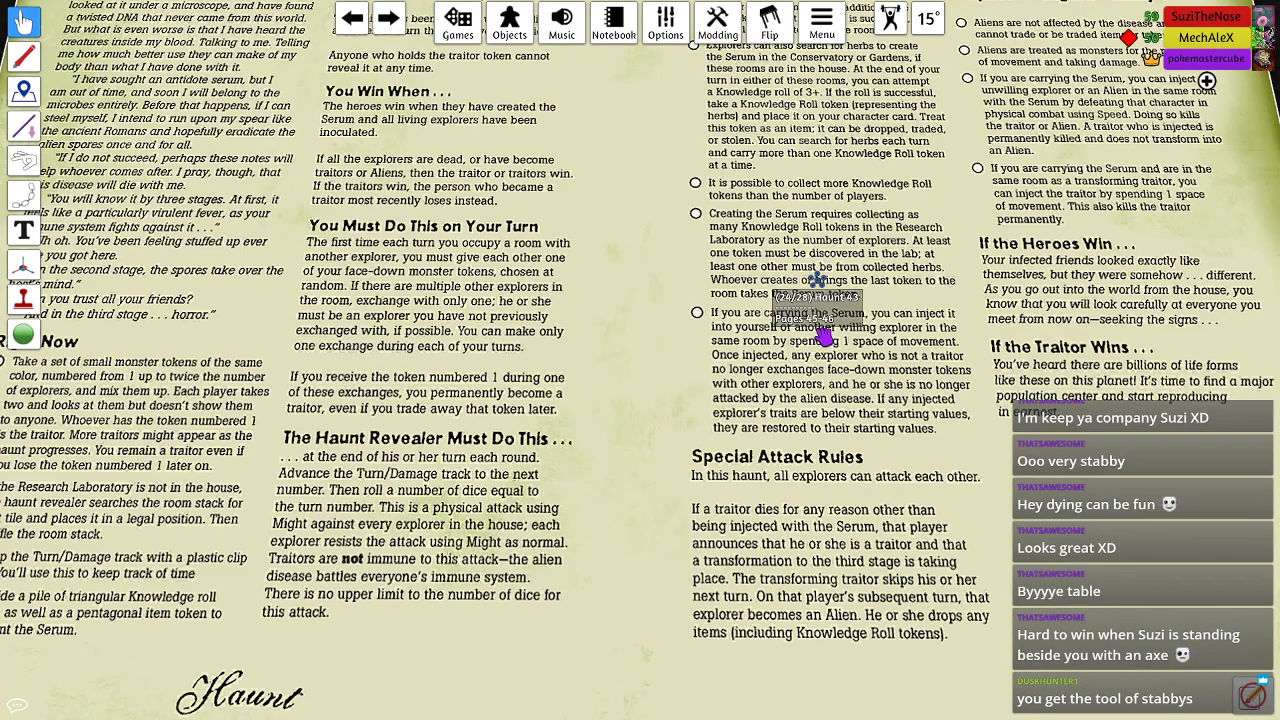 Games
Objects
Music
Notebook
Options
Modding
Flip
Menu
15°
SuziTheNose
MechAleX
pokemastercube
59
50
looked at it under a microscope, and have found
a twisted DNA that never came from this world.
But what is even worse is that I have heard the
creatures inside my blood. Talking to me. Telling
me how much better use they can make of my
body than what I have done with it.
"I have sought an antidote serum, but I
am out of time, and soon I will belong to the
microbes entirely. Before that happens, if I can
steel myself, I intend to run upon my spear like
the ancient Romans and hopefully eradicate the
alien spores once and for all.
"If I do not succeed, perhaps these notes will
elp whoever comes after. I pray, though, that
is disease will die with me.
"You will know it by three stages. At first, it
els like a particularly virulent fever, as your
une system fights against it . . ."
h oh. You've been feeling stuffed up ever
you got here.
n the second stage, the spores take over the
mind."
you trust all your friends?
d in the third stage . . . horror."
Now
Take a set of small monster tokens of the same
color, numbered from 1 up to twice the number
of explorers, and mix them up. Each player takes
two and looks at them but doesn't show them
to anyone. Whoever has the token numbered 1
s the traitor. More traitors might appear as the
aunt progresses. You remain a traitor even if
ou lose the token numbered 1 later on.
the Research Laboratory is not in the house,
haunt revealer searches the room stack for
t tile and places it in a legal position. Then
ffle the room stack.
p the Turn/Damage track with a plastic clip
You'll use this to keep track of time
ide a pile of triangular Knowledge roll
as well as a pentagonal item token to
nt the Serum.
Haunt
Anyone who holds the traitor token cannot
reveal it at any time.
You Win When . . .
The heroes win when they have created the
Serum and all living explorers have been
inoculated.
If all the explorers are dead, or have become
traitors or Aliens, then the traitor or traitors win.
If the traitors win, the person who became a
traitor most recently loses instead.
You Must Do This on Your Turn
The first time each turn you occupy a room with
another explorer, you must give each other one
of your face-down monster tokens, chosen at
random. If there are multiple other explorers in
the room, exchange with only one; he or she
must be an explorer you have not previously
exchanged with, if possible. You can make only
one exchange during each of your turns.
If you receive the token numbered 1 during one
of these exchanges, you permanently become a
traitor, even if you trade away that token later.
The Haunt Revealer Must Do This . . .
. . . at the end of his or her turn each round.
Advance the Turn/Damage track to the next
number. Then roll a number of dice equal to
the turn number. This is a physical attack using
Might against every explorer in the house; each
explorer resists the attack using Might as normal.
Traitors are not immune to this attack—the alien
disease battles everyone's immune system.
There is no upper limit to the number of dice for
this attack.
Explorers can also search for herbs to create
the Serum in the Conservatory or Gardens, if
these rooms are in the house. At the end of your
turn in either of these rooms, you can attempt
a Knowledge roll of 3+. If the roll is successful,
take a Knowledge Roll token (representing the
herbs) and place it on your character card. Treat
this token as an item; it can be dropped, traded,
or stolen. You can search for herbs each turn
and carry more than one Knowledge Roll token
at a time.
It is possible to collect more Knowledge Roll
tokens than the number of players.
Creating the Serum requires collecting as
many Knowledge Roll tokens in the Research
Laboratory as the number of explorers. At least
one token must be discovered in the lab; at
least one other must be from collected herbs.
Whoever creates or brings the last token to the
room takes
(24/28) Haunt 43
Pages 45-46
If you are carrying the Serum, you can inject it
into yourself or another willing explorer in the
same room by spending 1 space of movement.
Once injected, any explorer who is not a traitor
no longer exchanges face-down monster tokens
with other explorers, and he or she is no longer
attacked by the alien disease. If any injected
explorer's traits are below their starting values,
they are restored to their starting values.
Special Attack Rules
In this haunt, all explorers can attack each other.
If a traitor dies for any reason other than
being injected with the Serum, that player
announces that he or she is a traitor and that
a transformation to the third stage is taking
place. The transforming traitor skips his or her
next turn. On that player's subsequent turn, that
explorer becomes an Alien. He or she drops any
items (including Knowledge Roll tokens).
Aliens are not affected by the disease a
cannot trade or be traded item
Aliens are treated as monsters for the
of movement and taking damage.
If you are carrying the Serum, you can inject
unwilling explorer or an Alien in the same room
with the Serum by defeating that character in
physical combat using Speed. Doing so kills
the traitor or Alien. A traitor who is injected is
permanently killed and does not transform into
an Alien.
If you are carrying the Serum and are in the
same room as a transforming traitor, you
can inject the traitor by spending 1 space
of movement. This also kills the traitor
permanently.
If the Heroes Win . . .
Your infected friends looked exactly like
themselves, but they were somehow . . . different.
As you go out into the world from the house, you
know that you will look carefully at everyone you
meet from now on—seeking the signs . . .
If the Traitor Wins . . .
You've heard there are billions of life forms
like these on this planet! It's time to find a major
population center and start reproducing
in earnest.
I'm keep ya company Suzi XD
THATSAWESOME
Ooo very stabby
THATSAWESOME
Hey dying can be fun
THATSAWESOME
Looks great XD
THATSAWESOME
Byyyye table
THATSAWESOME
Hard to win when Suzi is standing
beside you with an axe
DUSKHUNTER1
you get the tool of stabbys